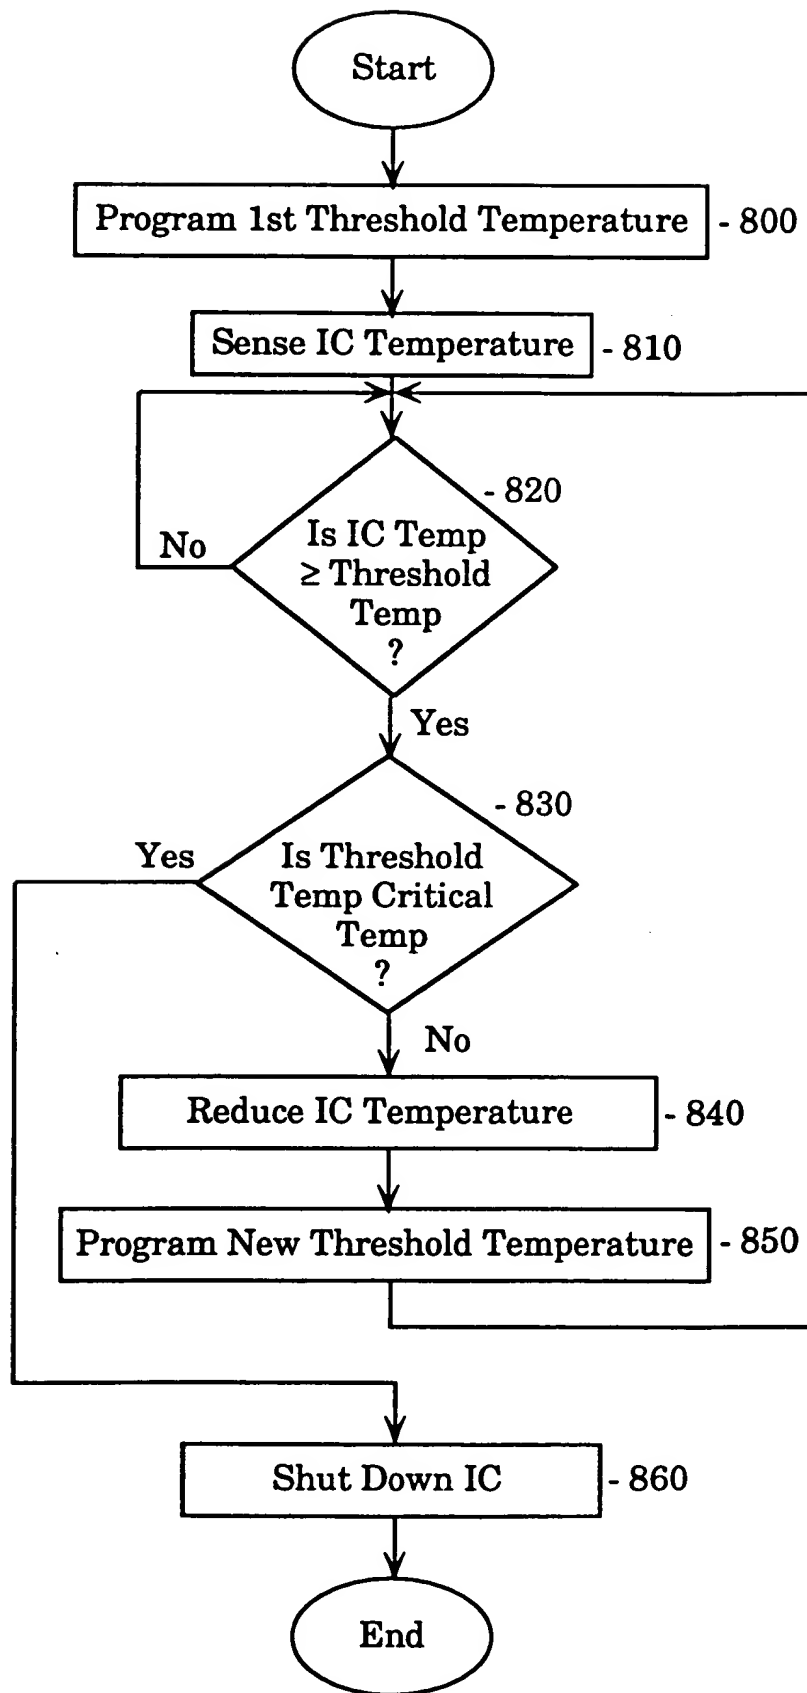 Start
Program 1st Threshold Temperature - 800
Sense IC Temperature - 810
- 820
Is IC Temp
≥ Threshold
Temp
?
No
Yes
- 830
Yes
Is Threshold
Temp Critical
Temp
?
No
Reduce IC Temperature - 840
Program New Threshold Temperature - 850
Shut Down IC - 860
End